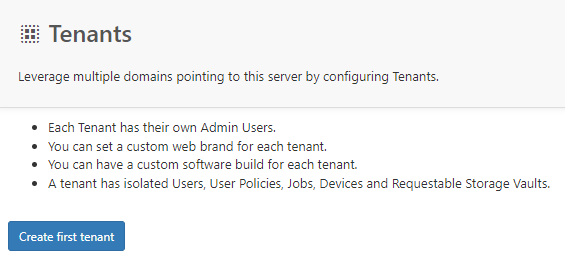 Tenants
Leverage multiple domains pointing to this server by configuring Tenants.
• Each Tenant has their own Admin Users.
• You can set a custom web brand for each tenant.
• You can have a custom software build for each tenant.
• A tenant has isolated Users, User Policies, Jobs, Devices and Requestable Storage Vaults.
Create first tenant